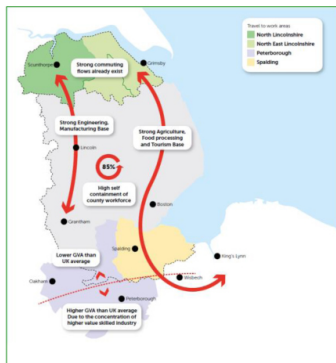 Travel to work areas
North Lincolnshire
North East Lincolnshire
Peterborough
Spalding
Scunthorpe
Grimsby
Strong commuting
flows already exist
Strong Engineering,
Manufacturing Base
Strong Agriculture,
Food processing
and Tourism Base
Lincoln
85%
High self
containment of
county workforce
Grantham
Boston
Lower GVA than
UK average
Spalding
King's Lynn
Oakham
Wisbech
Peterborough
Higher GVA than UK average
Due to the concentration of
higher value skilled industry